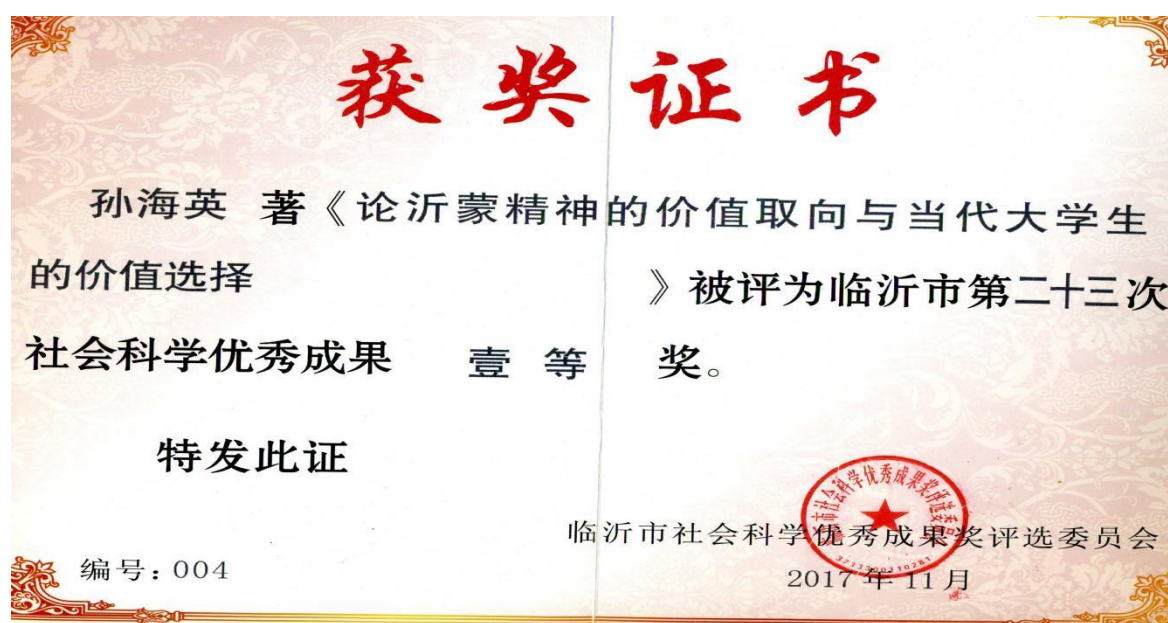 获奖证书
孙海英 著《论沂蒙精神的价值取向与当代大学生
的价值选择 》被评为临沂市第二十三次
社会科学优秀成果 壹等 奖。
特发此证
临沂市社会科学优秀成果奖评选委员会
编号：004
2017年11月